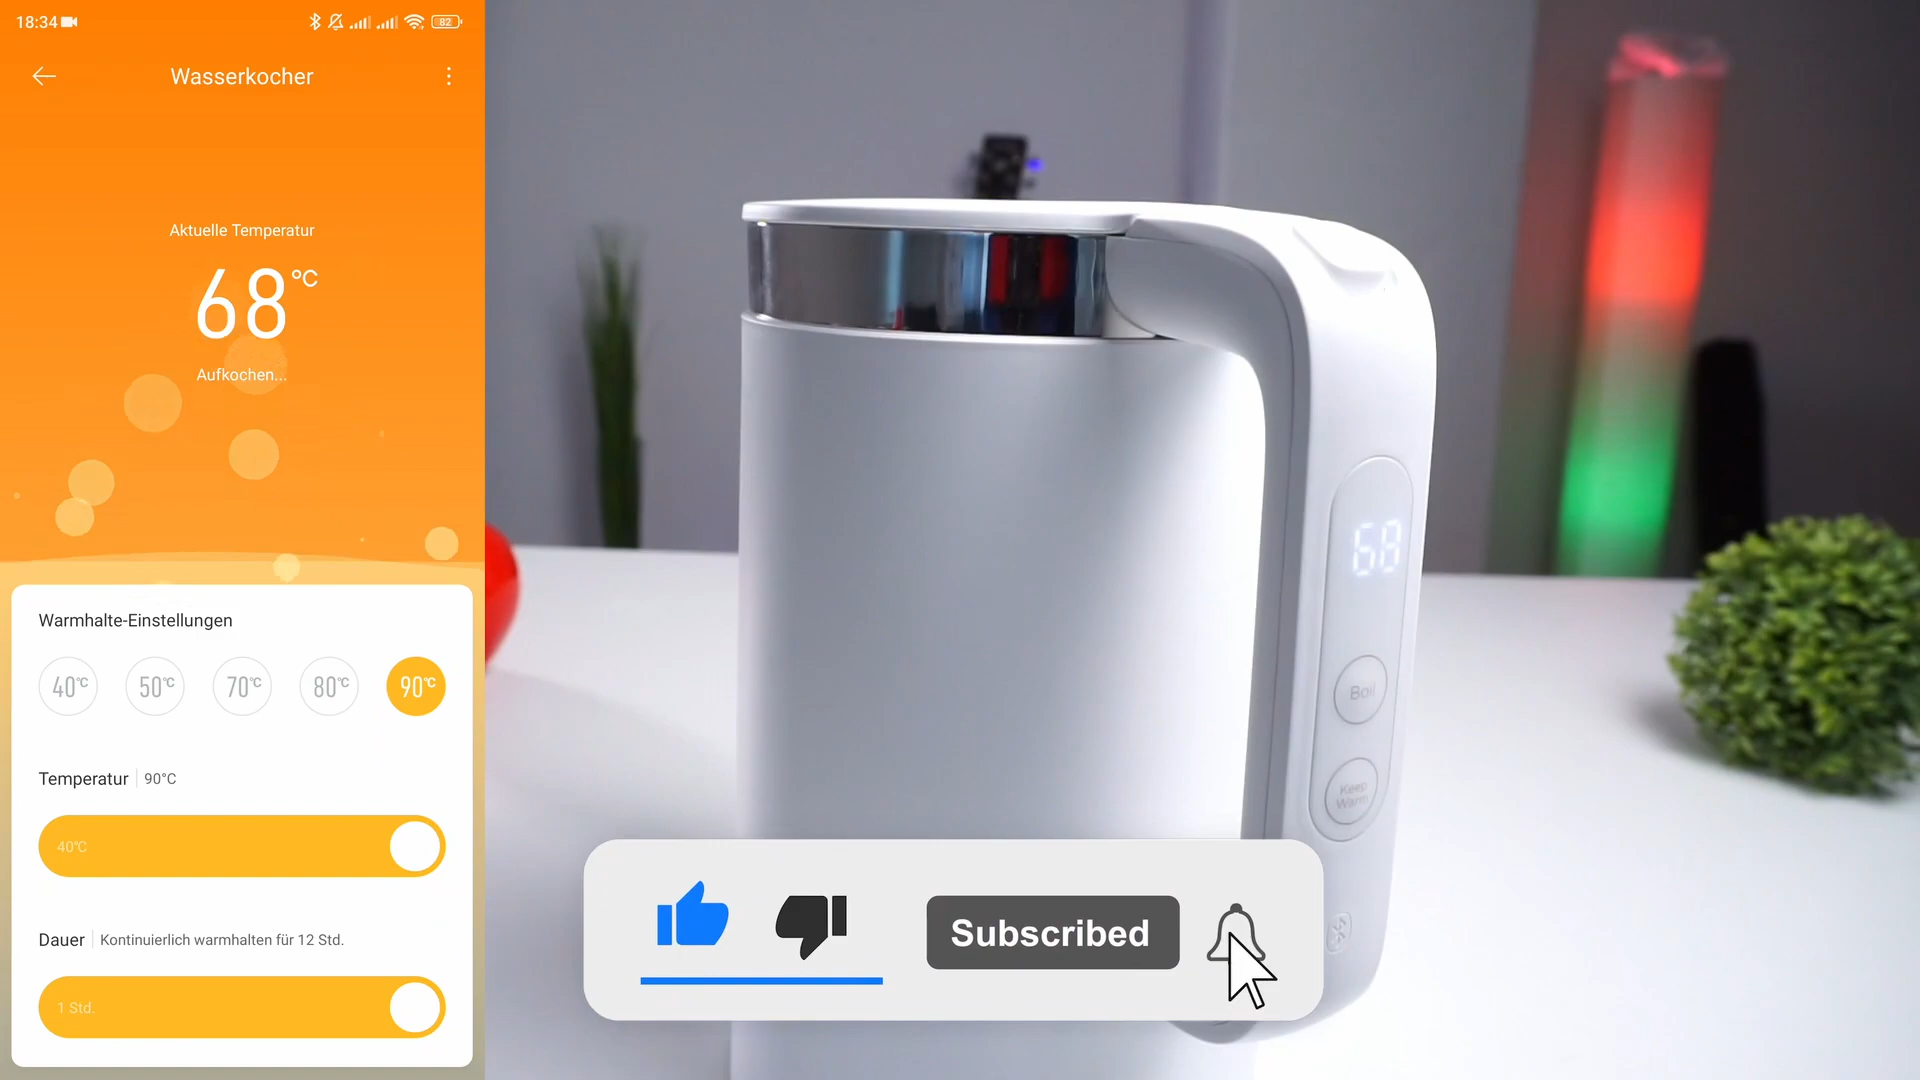 18:34
82
Wasserkocher
Aktuelle Temperatur
68°C
Aufkochen...
Warmhalte-Einstellungen
40°C 50°C 70°C 80°C 90°C
Temperatur 90°C
40°C
Dauer Kontinuierlich warmhalten für 12 Std.
1 Std.
68
Boil
Keep
Warm
Subscribed